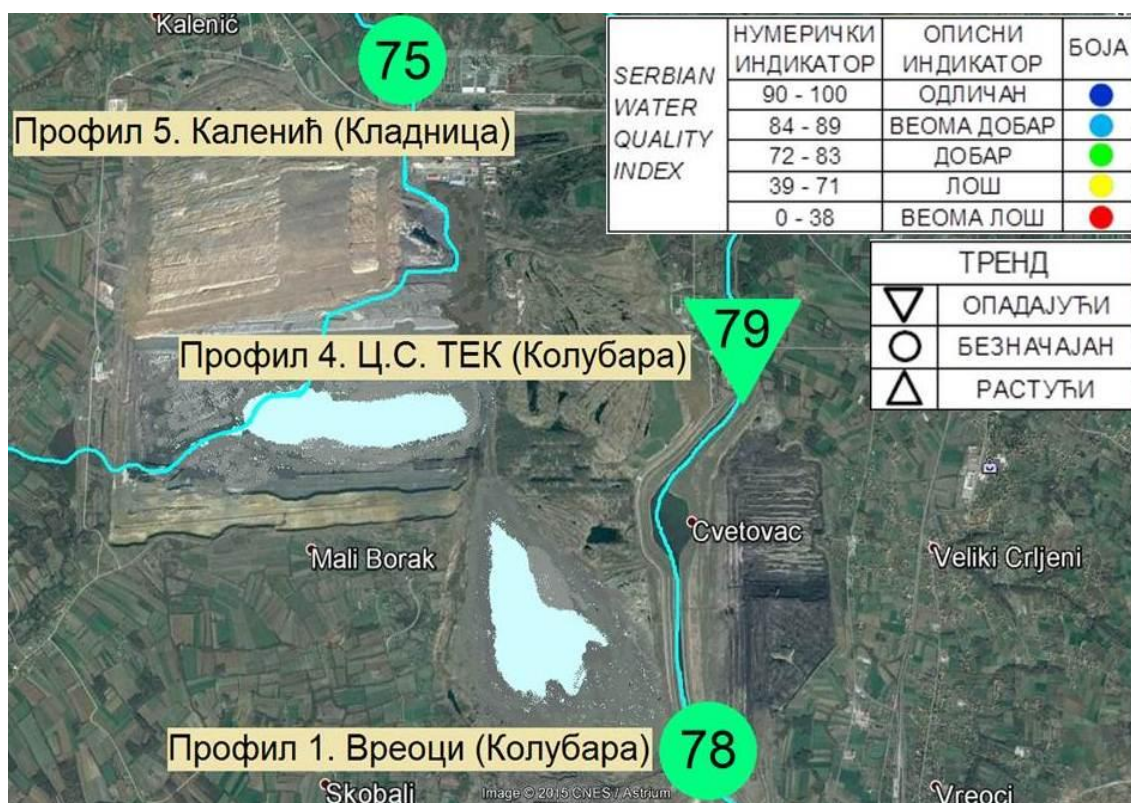 Kalenić
75
Профил 5. Каленић (Кладница)
SERBIAN
WATER
QUALITY
INDEX
НУМЕРИЧКИ ИНДИКАТОР
ОПИСНИ ИНДИКАТОР
БОЈА
90 - 100 ОДЛИЧАН
84 - 89 ВЕОМА ДОБАР
72 - 83 ДОБАР
39 - 71 ЛОШ
0 - 38 ВЕОМА ЛОШ
ТРЕНД
ОПАДАЈУЋИ
БЕЗНАЧАЈАН
РАСТУЋИ
79
Профил 4. Ц.С. ТЕК (Колубара)
Cvetovac
Mali Borak
Veliki Crljeni
Профил 1. Вреоци (Колубара)
78
Skobalj
Image © 2015 CNES / Astrium
Vreoci